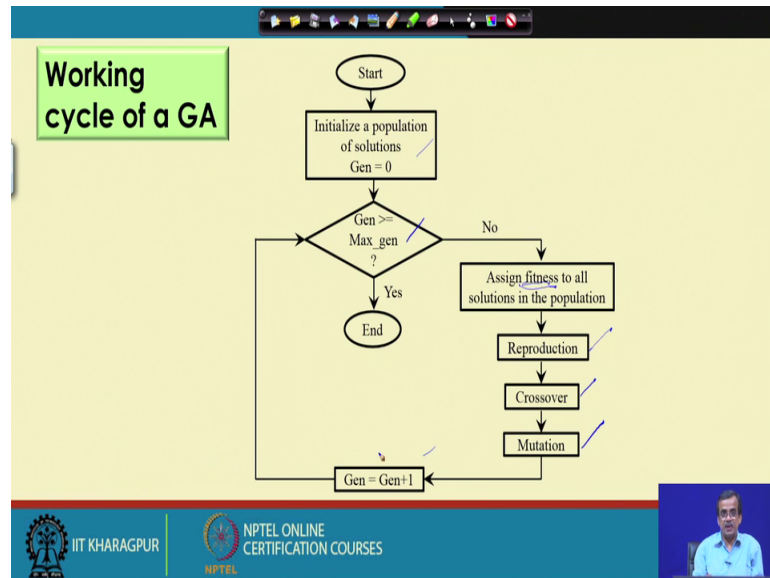 Working
cycle of a GA
Start
Initialize a population
of solutions
Gen = 0
Gen >=
Max_gen
?
No
Yes
End
Assign fitness to all
solutions in the population
Reproduction
Crossover
Mutation
Gen = Gen+1
IIT KHARAGPUR
NPTEL
NPTEL ONLINE
CERTIFICATION COURSES